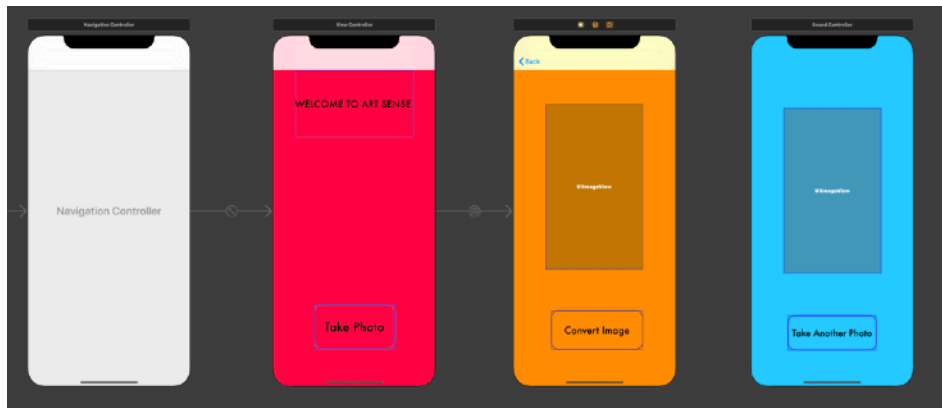 Navigation Controller
View Controller
Sound Controller
Back
WELCOME TO ART SENSE
UIImageView
UIImageView
Navigation Controller
Take Photo
Convert Image
Take Another Photo